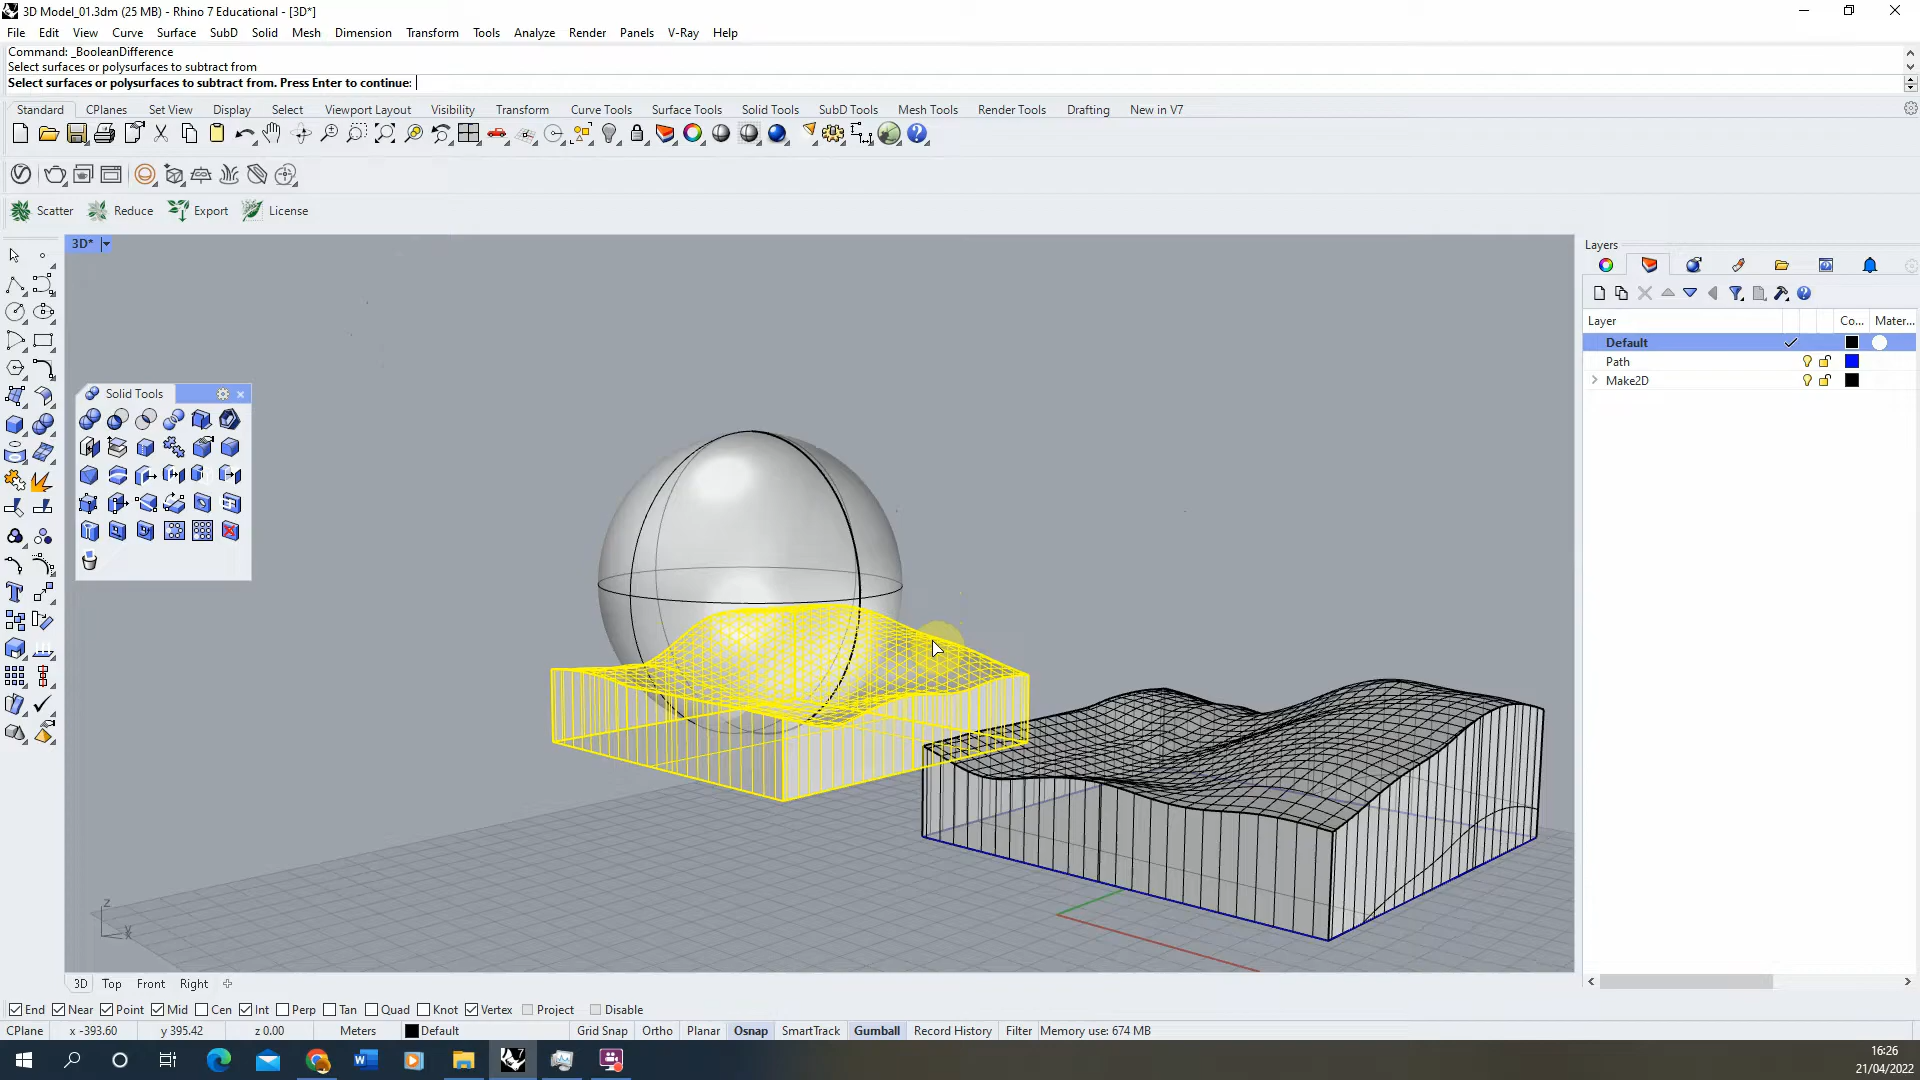 3D Model_01.3dm (25 MB) - Rhino 7 Educational - [3D*]
File Edit View Curve Surface SubD Solid Mesh Dimension Transform Tools Analyze Render Panels V-Ray Help
Command: _BooleanDifference
Select surfaces or polysurfaces to subtract from
Select surfaces or polysurfaces to subtract from. Press Enter to continue:
Standard CPlanes Set View Display Select Viewport Layout Visibility Transform Curve Tools Surface Tools Solid Tools SubD Tools Mesh Tools Render Tools Drafting New in V7
Scatter Reduce Export License
3D*
Layers
Layer Co... Mater...
Default
Path
Make2D
Solid Tools
z
3D Top Front Right
End Near Point Mid Cen Int Perp Tan Quad Knot Vertex Project Disable
CPlane x -393.60 y 395.42 z 0.00 Meters Default Grid Snap Ortho Planar Osnap SmartTrack Gumball Record History Filter Memory use: 674 MB
16:26
21/04/2022